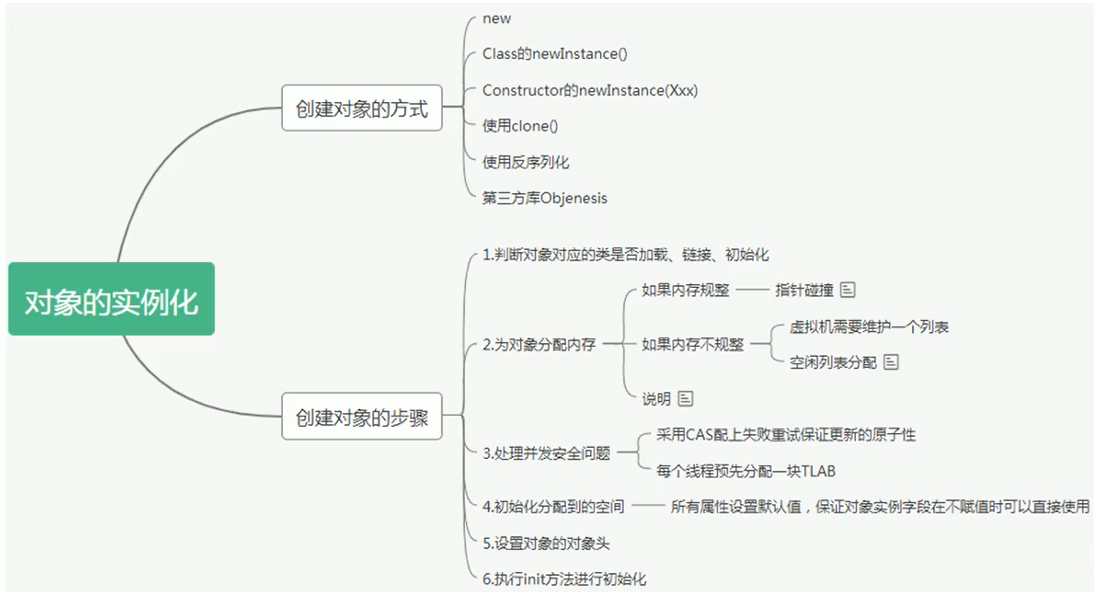 对象的实例化
创建对象的方式
new
Class的newInstance()
Constructor的newInstance(Xxx)
使用clone()
使用反序列化
第三方库Objenesis
创建对象的步骤
1.判断对象对应的类是否加载、链接、初始化
2.为对象分配内存
如果内存规整
指针碰撞
如果内存不规整
虚拟机需要维护一个列表
空闲列表分配
说明
3.处理并发安全问题
采用CAS配上失败重试保证更新的原子性
每个线程预先分配一块TLAB
4.初始化分配到的空间
所有属性设置默认值，保证对象实例字段在不赋值时可以直接使用
5.设置对象的对象头
6.执行init方法进行初始化